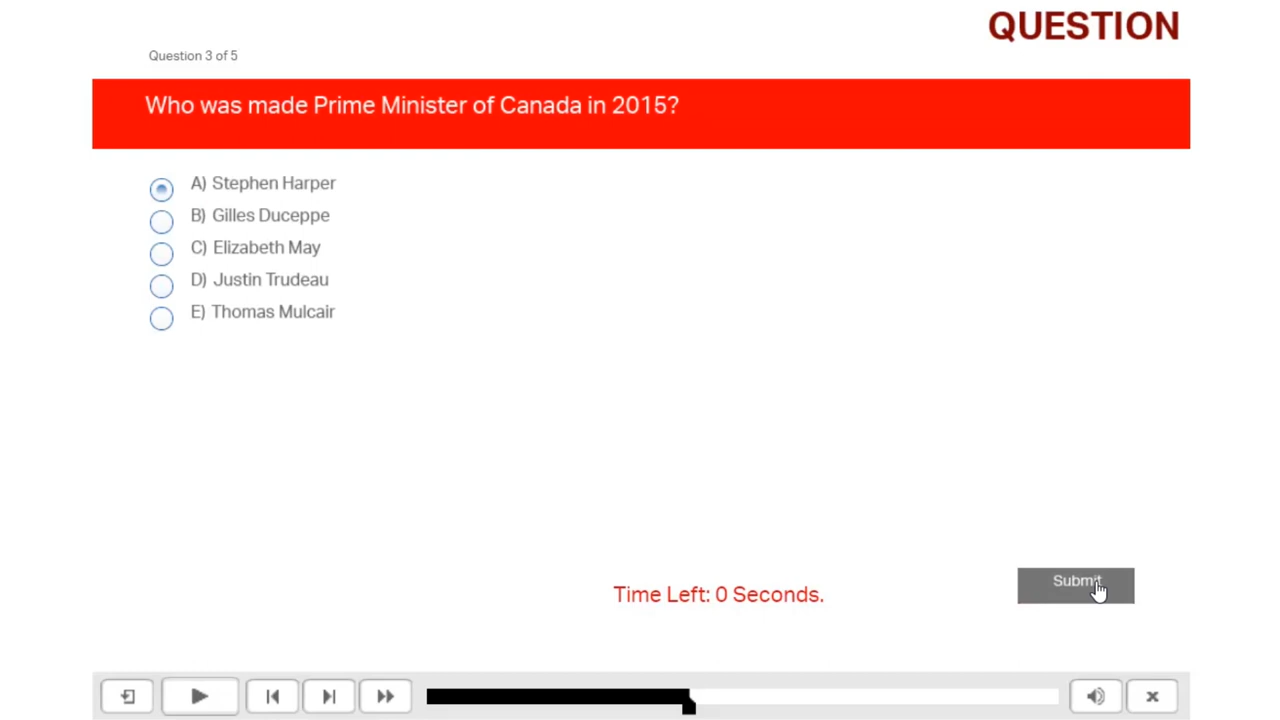 QUESTION
Question 3 of 5
Who was made Prime Minister of Canada in 2015?
A) Stephen Harper
B) Gilles Duceppe
C) Elizabeth May
D) Justin Trudeau
E) Thomas Mulcair
Submit
Time Left: 0 Seconds.